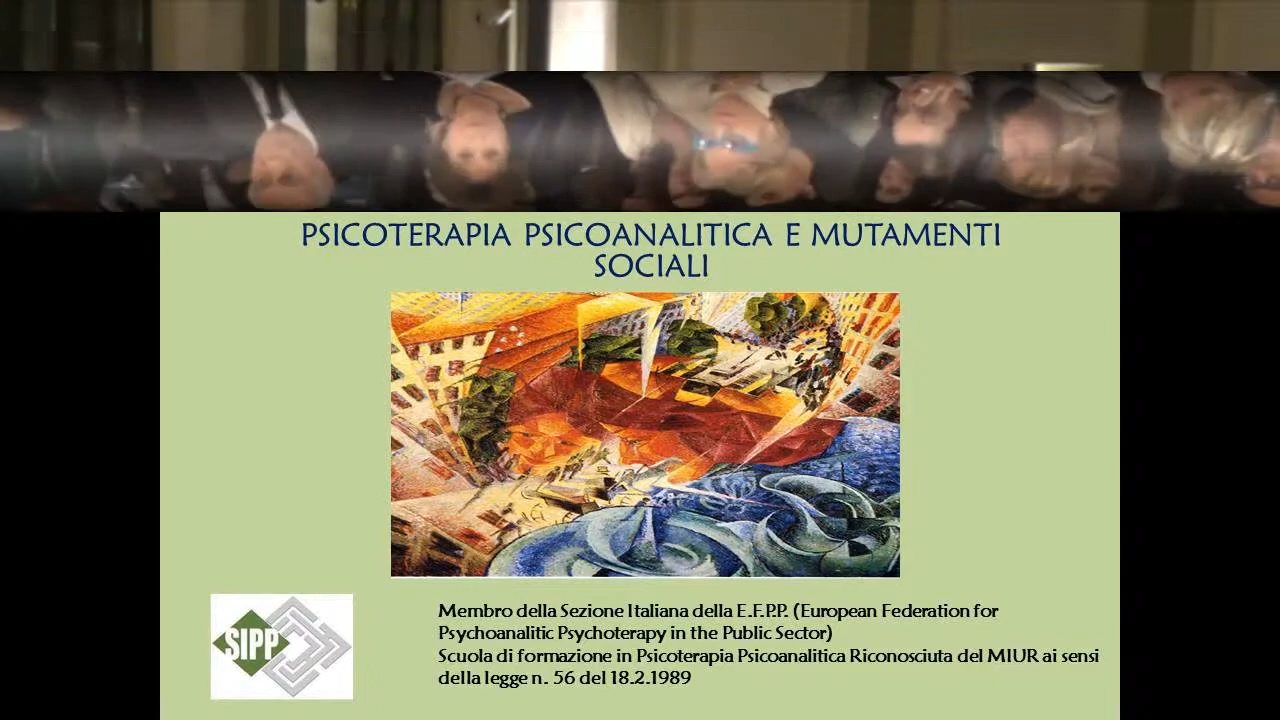 PSICOTERAPIA PSICOANALITICA E MUTAMENTI
SOCIALI
SIPP
Membro della Sezione Italiana della E.F.P.P. (European Federation for
Psychoanalitic Psychoterapy in the Public Sector)
Scuola di formazione in Psicoterapia Psicoanalitica Riconosciuta del MIUR ai sensi
della legge n. 56 del 18.2.1989